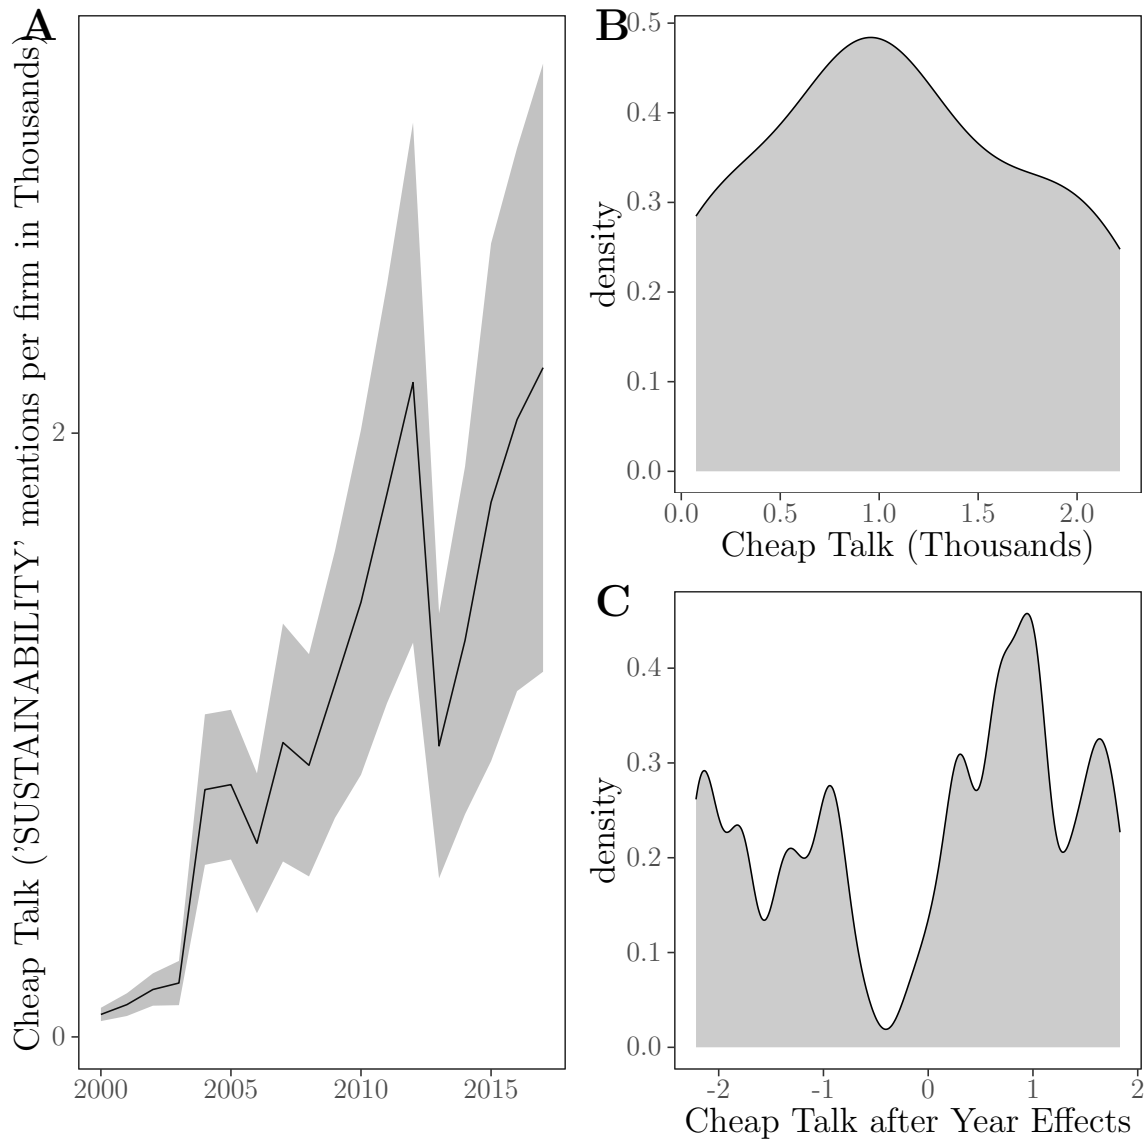 A
Cheap Talk ('SUSTAINABILITY' mentions per firm in Thousands)
2
0
2000 2005 2010 2015
B
density
0.5
0.4
0.3
0.2
0.1
0.0
0.0 0.5 1.0 1.5 2.0
Cheap Talk (Thousands)
C
density
0.4
0.3
0.2
0.1
0.0
-2 -1 0 1 2
Cheap Talk after Year Effects